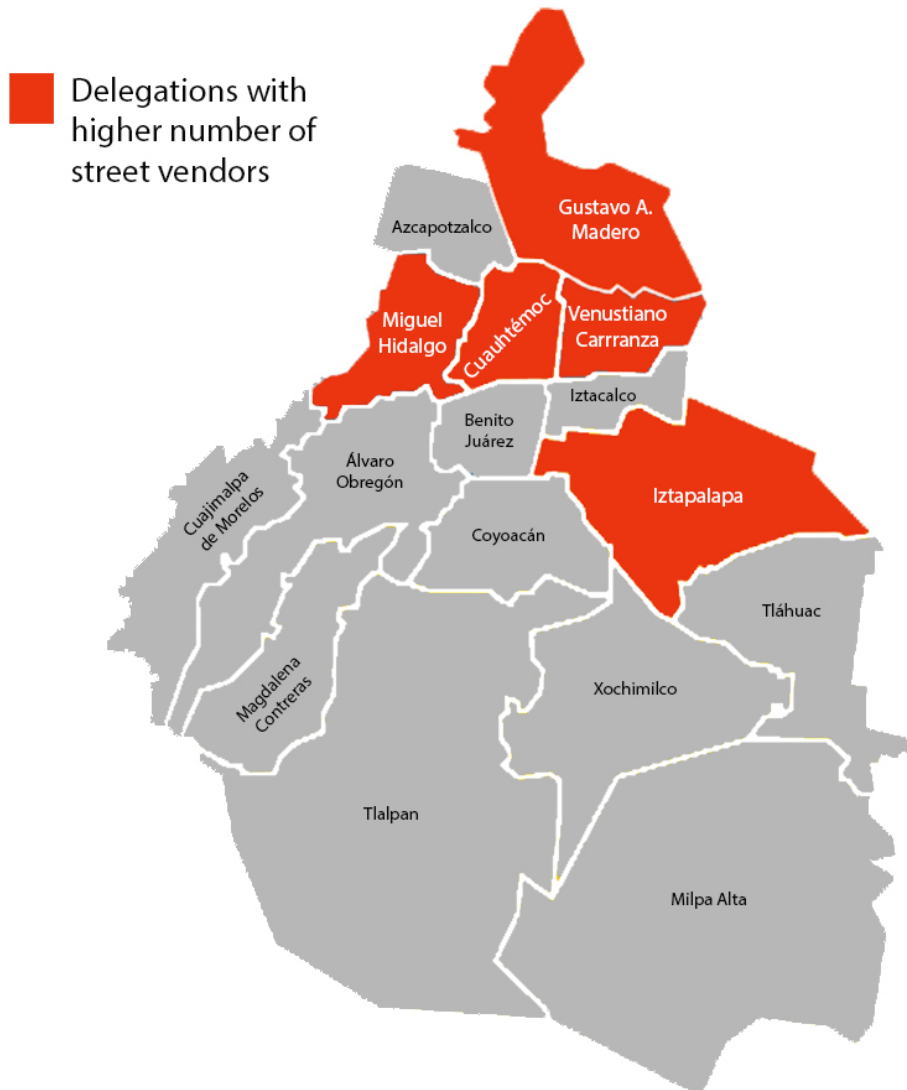 Delegations with
higher number of
street vendors
Gustavo A.
Madero
Azcapotzalco
Miguel
Hidalgo
Cuauhtémoc
Venustiano
Carrranza
Iztacalco
Benito
Juárez
Iztapalapa
Álvaro
Obregón
Cuajimalpa
de Morelos
Coyoacán
Tláhuac
Magdalena
Contreras
Xochimilco
Tlalpan
Milpa Alta